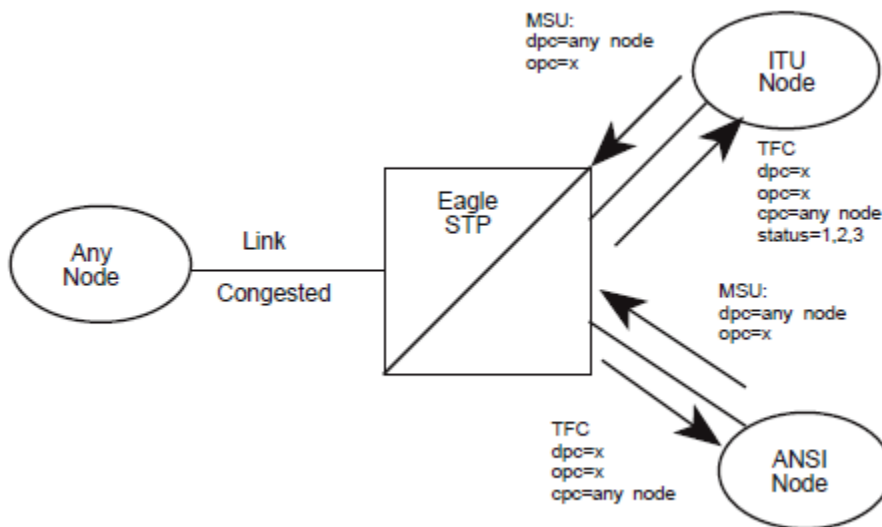 MSU:
dpc=any node
opc=x
ITU
Node
TFC
dpc=x
opc=x
cpc=any node
status=1,2,3
Eagle
STP
Any
Node
Link
Congested
MSU:
dpc=any node
opc=x
TFC
dpc=x
opc=x
cpc=any node
ANSI
Node